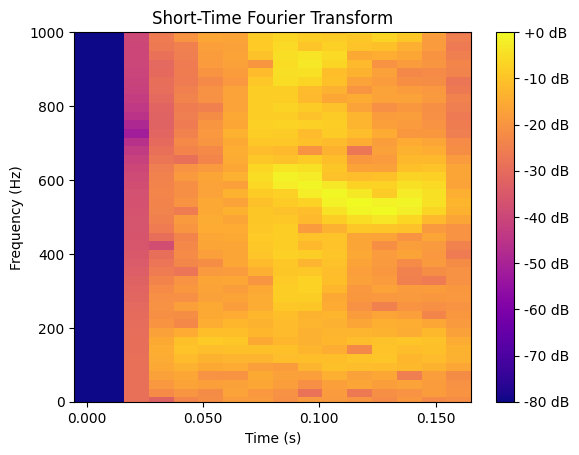 Short-Time Fourier Transform
1000
800
600
400
200
0
Frequency (Hz)
0.000
0.050
0.100
0.150
Time (s)
+0 dB
-10 dB
-20 dB
-30 dB
-40 dB
-50 dB
-60 dB
-70 dB
-80 dB